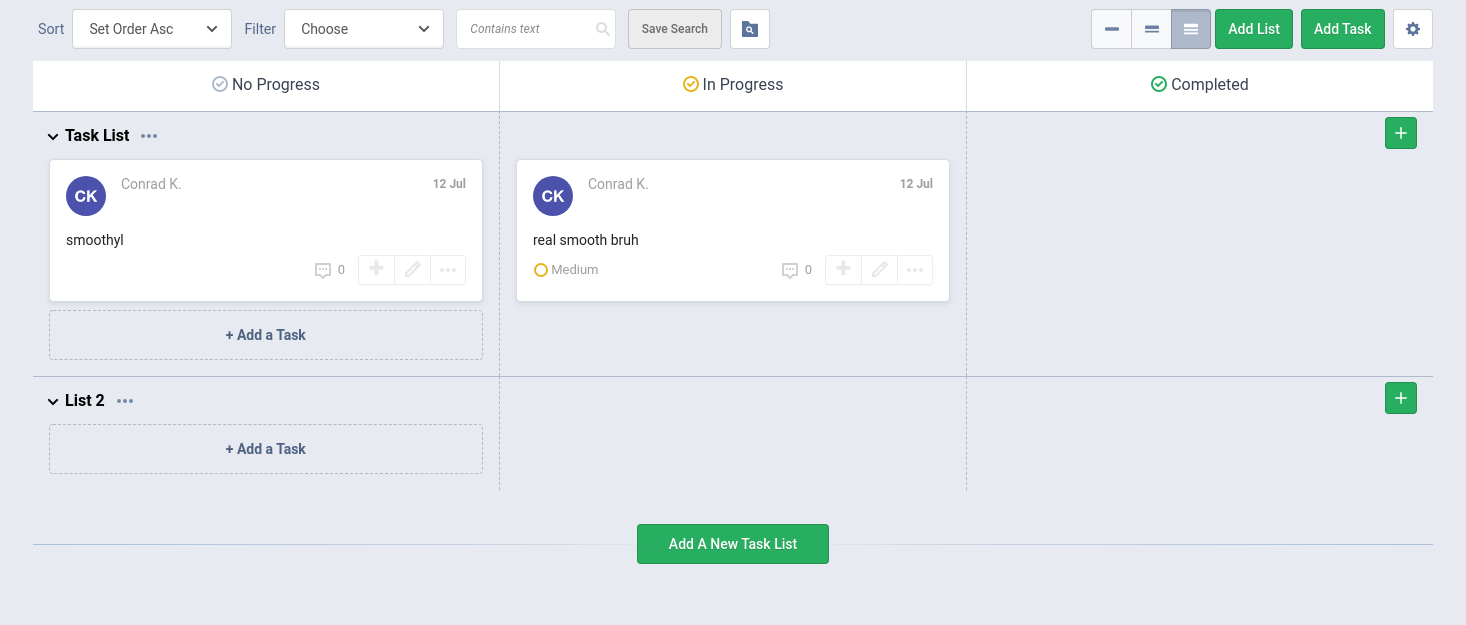 Sort Set Order Asc Filter Choose Contains text Save Search Add List Add Task
No Progress In Progress Completed
Task List
CK Conrad K. 12 Jul CK Conrad K. 12 Jul
smoothyl real smooth bruh
0 Medium 0
+ Add a Task
List 2
+ Add a Task
Add A New Task List